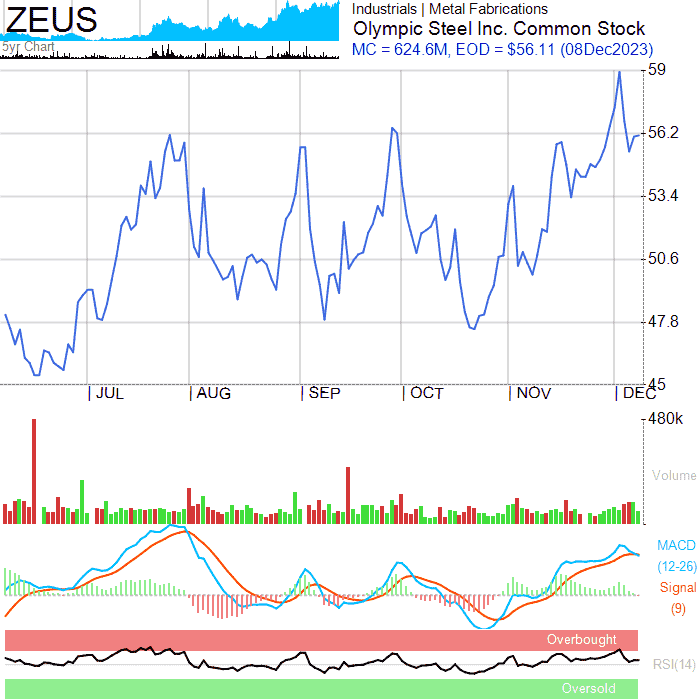 ZEUS
5yr Chart
Industrials | Metal Fabrications
Olympic Steel Inc. Common Stock
MC = 624.6M, EOD = $56.11 (08Dec2023)
59
56.2
53.4
50.6
47.8
45
| JUL | AUG | SEP | OCT | NOV | DEC
480k
Volume
MACD
(12-26)
Signal
(9)
Overbought
RSI(14)
Oversold